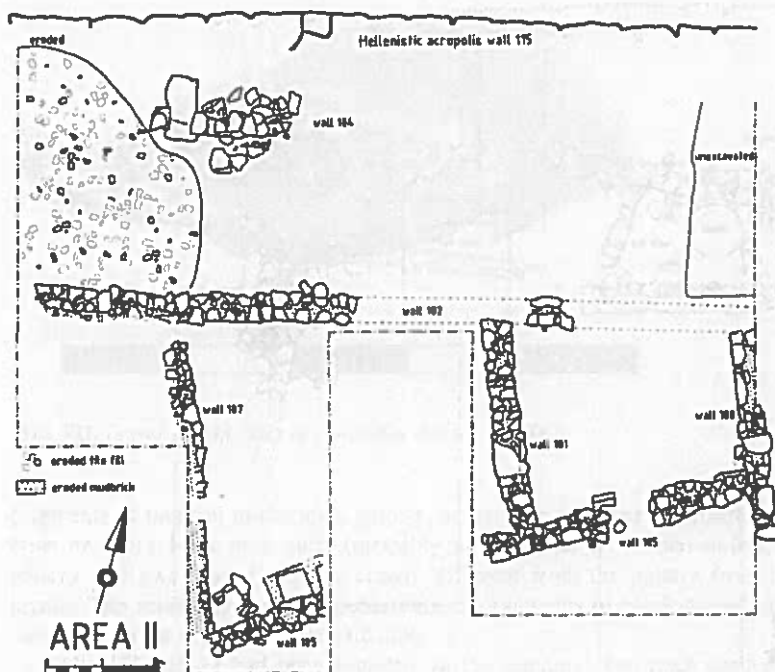 eroded
Hellenistic acropolis wall 115
wall 104
unexcavated
wall 102
wall 107
wall 101
wall 100
eroded tile fill
eroded mudbrick
wall 105
wall 105
AREA II